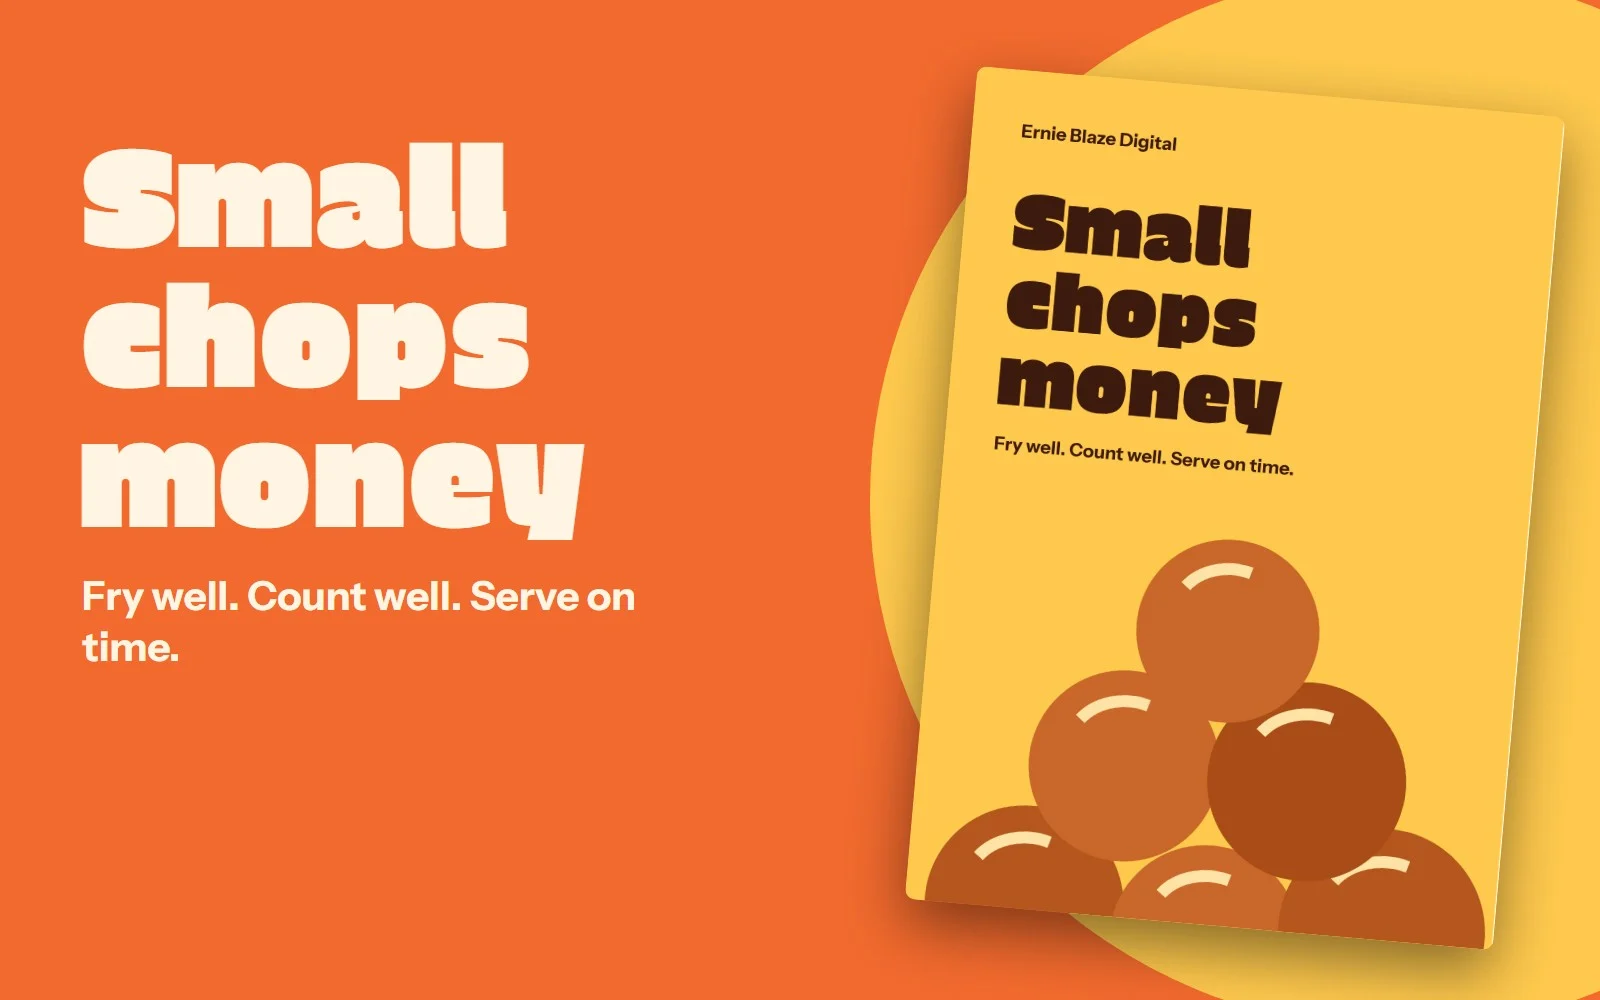 Small
chops
money
Fry well. Count well. Serve on
time.
Ernie Blaze Digital
Small
chops
money
Fry well. Count well. Serve on time.